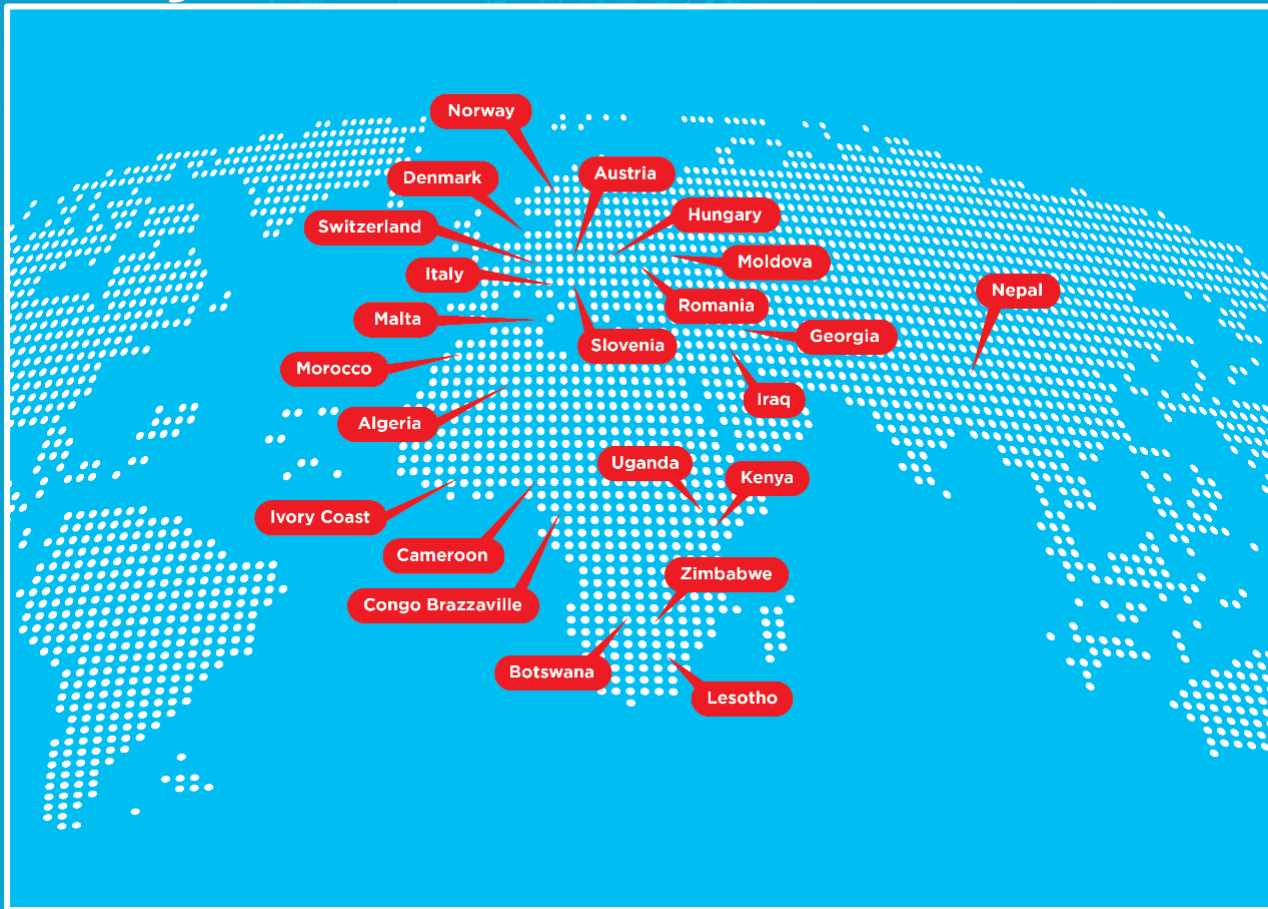 Norway
Denmark
Austria
Switzerland
Hungary
Italy
Moldova
Nepal
Malta
Romania
Georgia
Slovenia
Morocco
Iraq
Algeria
Uganda
Kenya
Ivory Coast
Cameroon
Zimbabwe
Congo Brazzaville
Botswana
Lesotho